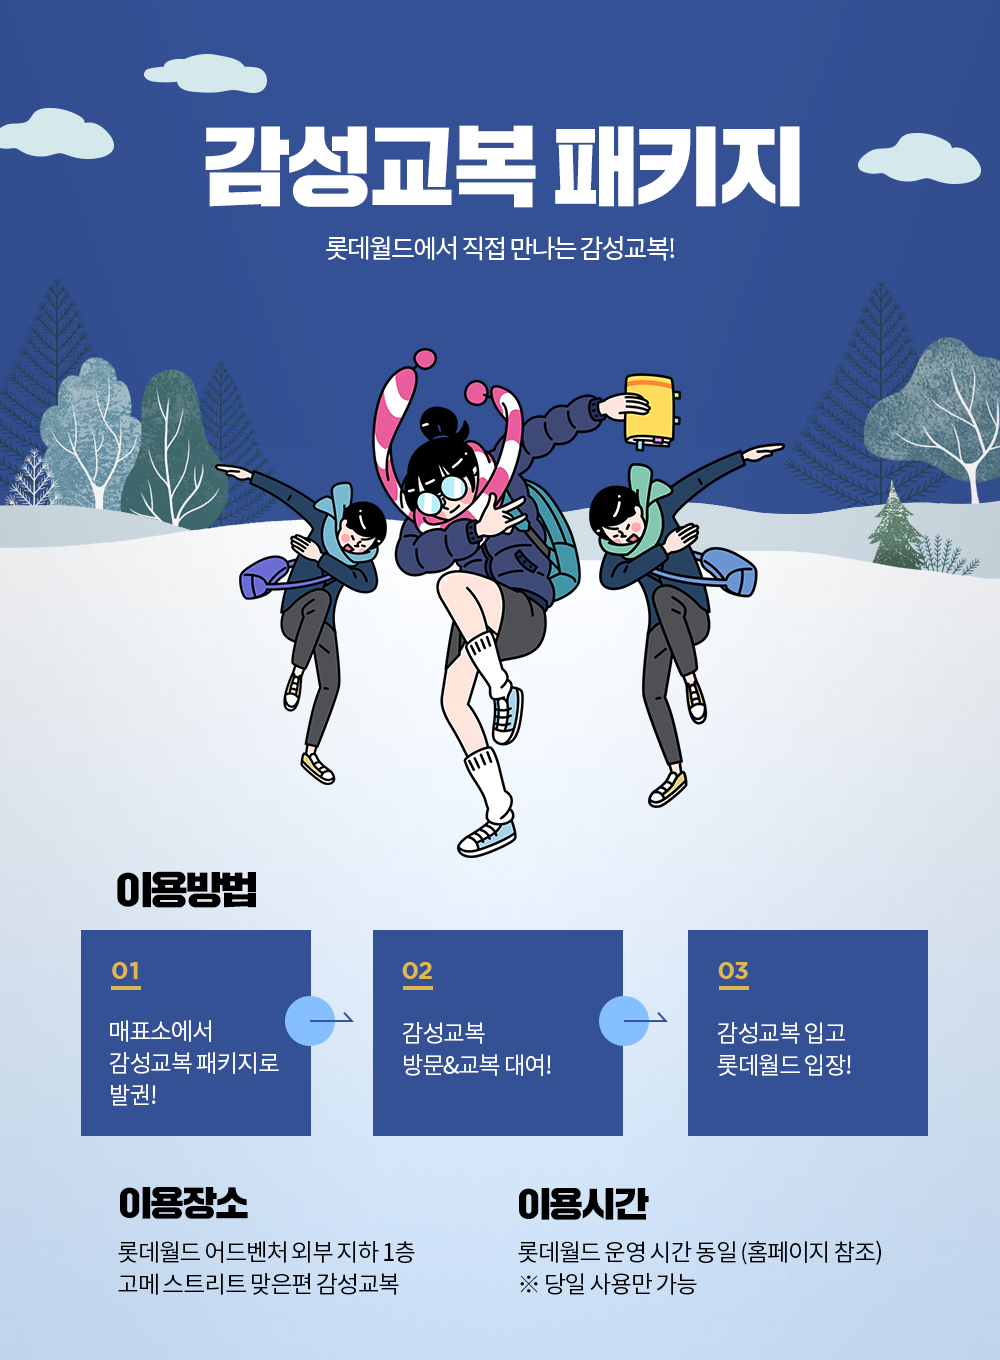 감성교복 패키지
롯데월드에서 직접 만나는 감성교복!
이용방법
01
매표소에서
감성교복 패키지로
발권!
02
감성교복
방문&교복 대여!
03
감성교복 입고
롯데월드 입장!
이용장소
롯데월드 어드벤처 외부 지하 1층
고메 스트리트 맞은편 감성교복
이용시간
롯데월드 운영 시간 동일 (홈페이지 참조)
※ 당일 사용만 가능